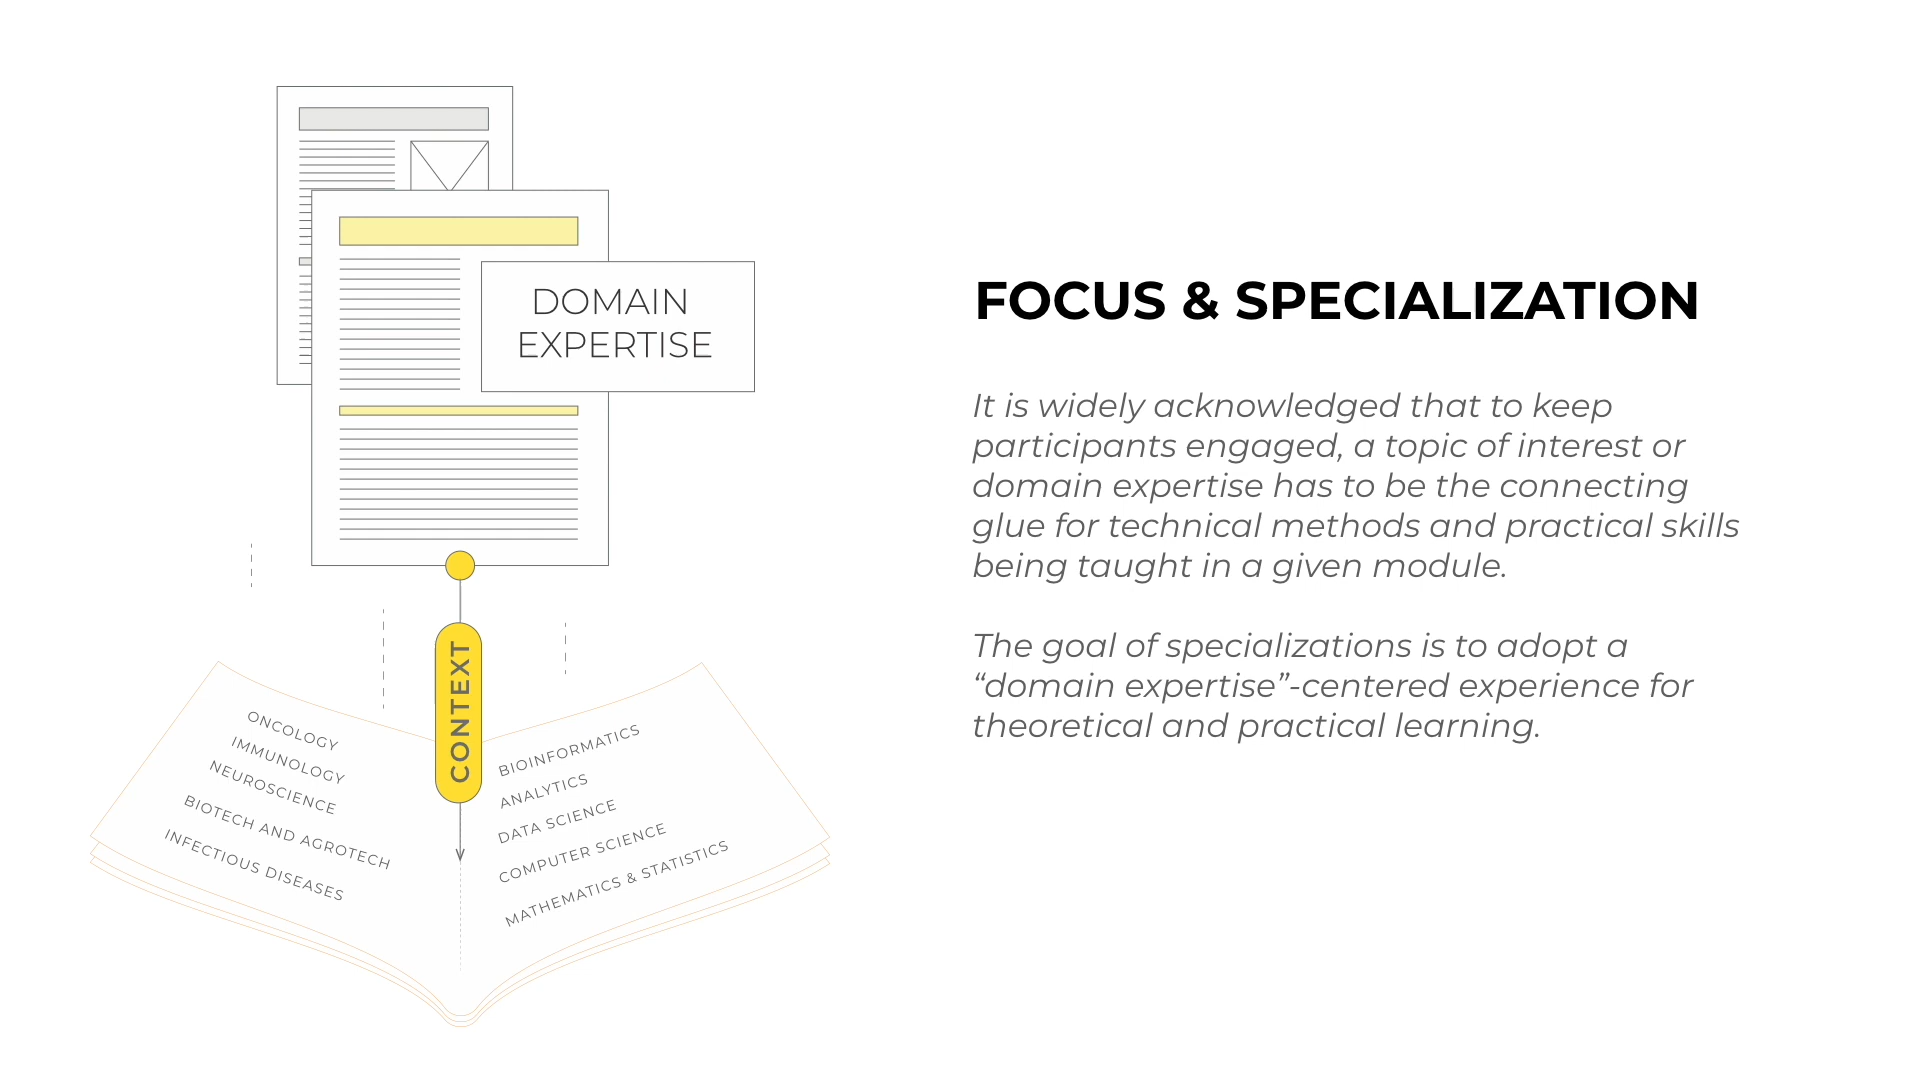 DOMAIN
EXPERTISE
CONTEXT
ONCOLOGY
IMMUNOLOGY
NEUROSCIENCE
BIOTECH AND AGROTECH
INFECTIOUS DISEASES
BIOINFORMATICS
ANALYTICS
DATA SCIENCE
COMPUTER SCIENCE
MATHEMATICS & STATISTICS
FOCUS & SPECIALIZATION
It is widely acknowledged that to keep
participants engaged, a topic of interest or
domain expertise has to be the connecting
glue for technical methods and practical skills
being taught in a given module.
The goal of specializations is to adopt a
“domain expertise”-centered experience for
theoretical and practical learning.